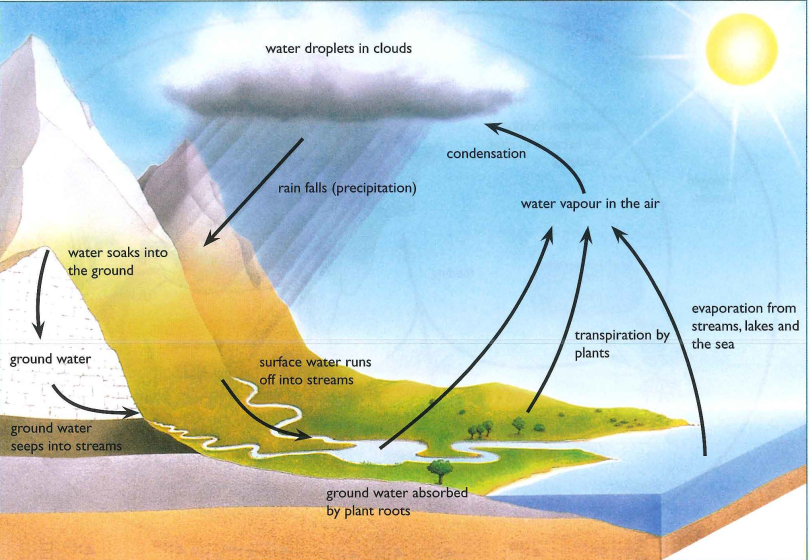 water droplets in clouds
condensation
rain falls (precipitation)
water vapour in the air
water soaks into
the ground
evaporation from
streams, lakes and
the sea
transpiration by
plants
ground water
surface water runs
off into streams
ground water
seeps into streams
ground water absorbed
by plant roots